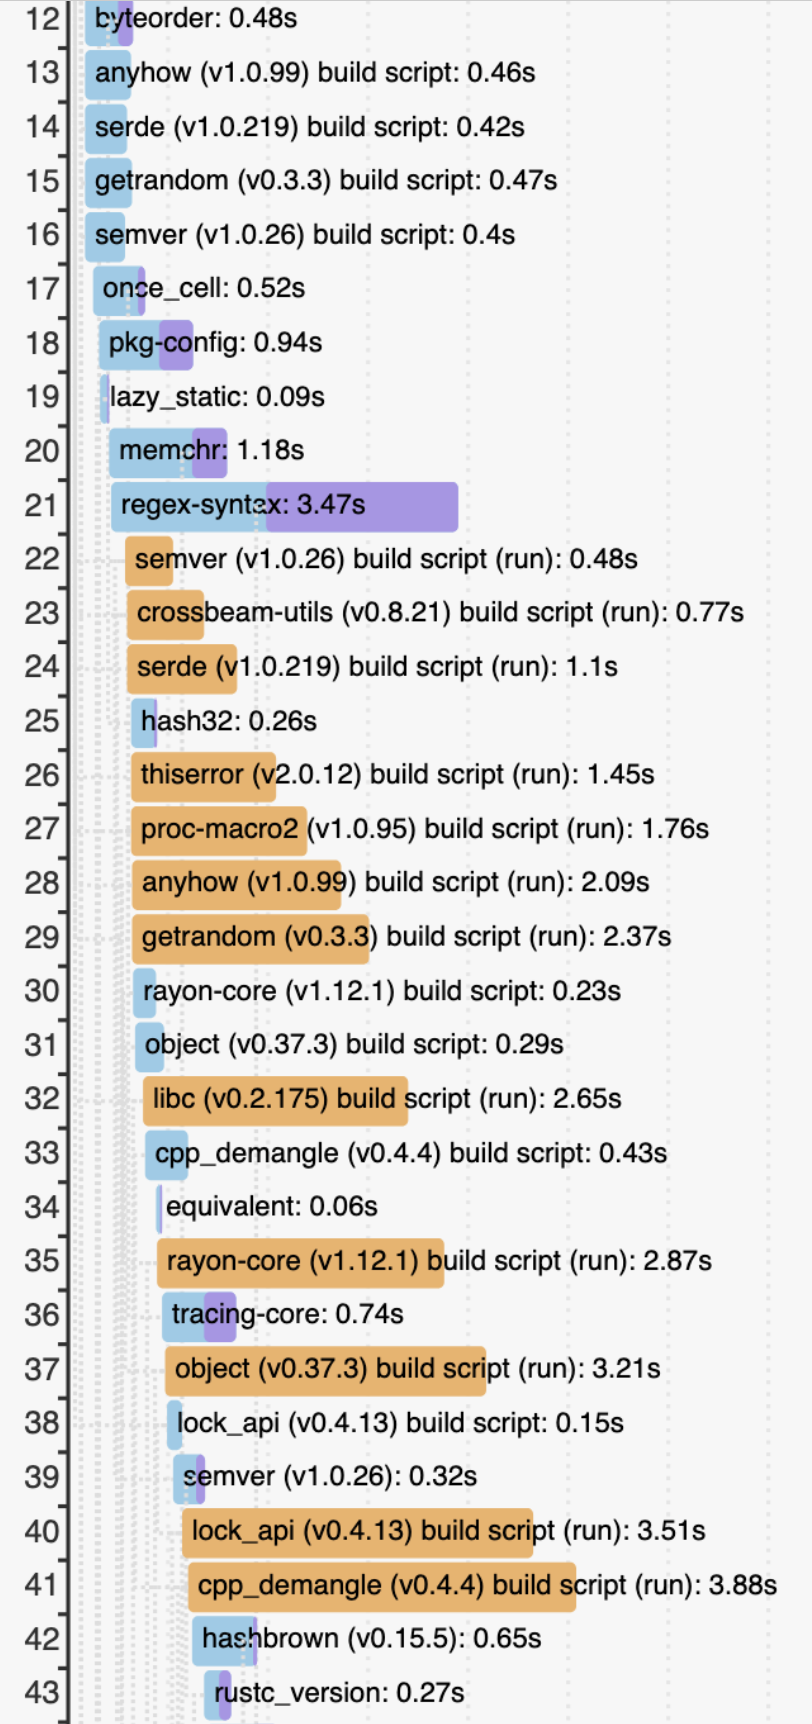 12 byteorder: 0.48s
13 anyhow (v1.0.99) build script: 0.46s
14 serde (v1.0.219) build script: 0.42s
15 getrandom (v0.3.3) build script: 0.47s
16 semver (v1.0.26) build script: 0.4s
17 once_cell: 0.52s
18 pkg-config: 0.94s
19 lazy_static: 0.09s
20 memchr: 1.18s
21 regex-syntax: 3.47s
22 semver (v1.0.26) build script (run): 0.48s
23 crossbeam-utils (v0.8.21) build script (run): 0.77s
24 serde (v1.0.219) build script (run): 1.1s
25 hash32: 0.26s
26 thiserror (v2.0.12) build script (run): 1.45s
27 proc-macro2 (v1.0.95) build script (run): 1.76s
28 anyhow (v1.0.99) build script (run): 2.09s
29 getrandom (v0.3.3) build script (run): 2.37s
30 rayon-core (v1.12.1) build script: 0.23s
31 object (v0.37.3) build script: 0.29s
32 libc (v0.2.175) build script (run): 2.65s
33 cpp_demangle (v0.4.4) build script: 0.43s
34 equivalent: 0.06s
35 rayon-core (v1.12.1) build script (run): 2.87s
36 tracing-core: 0.74s
37 object (v0.37.3) build script (run): 3.21s
38 lock_api (v0.4.13) build script: 0.15s
39 semver (v1.0.26): 0.32s
40 lock_api (v0.4.13) build script (run): 3.51s
41 cpp_demangle (v0.4.4) build script (run): 3.88s
42 hashbrown (v0.15.5): 0.65s
43 rustc_version: 0.27s